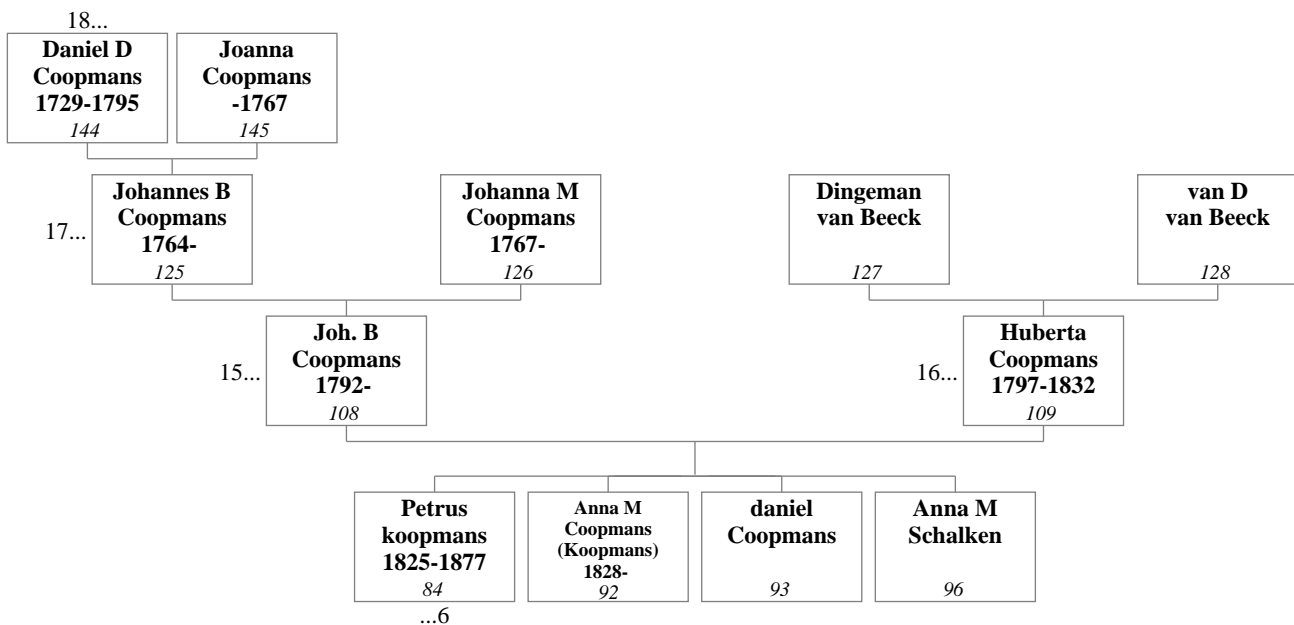 18...
Daniel D
Coopmans
1729-1795
144
Joanna
Coopmans
-1767
145
17...
Johannes B
Coopmans
1764-
125
Johanna M
Coopmans
1767-
126
Dingeman
van Beeck
127
van D
van Beeck
128
15...
Joh. B
Coopmans
1792-
108
16...
Huberta
Coopmans
1797-1832
109
Petrus
koopmans
1825-1877
84
...6
Anna M
Coopmans
(Koopmans)
1828-
92
daniel
Coopmans
93
Anna M
Schalken
96